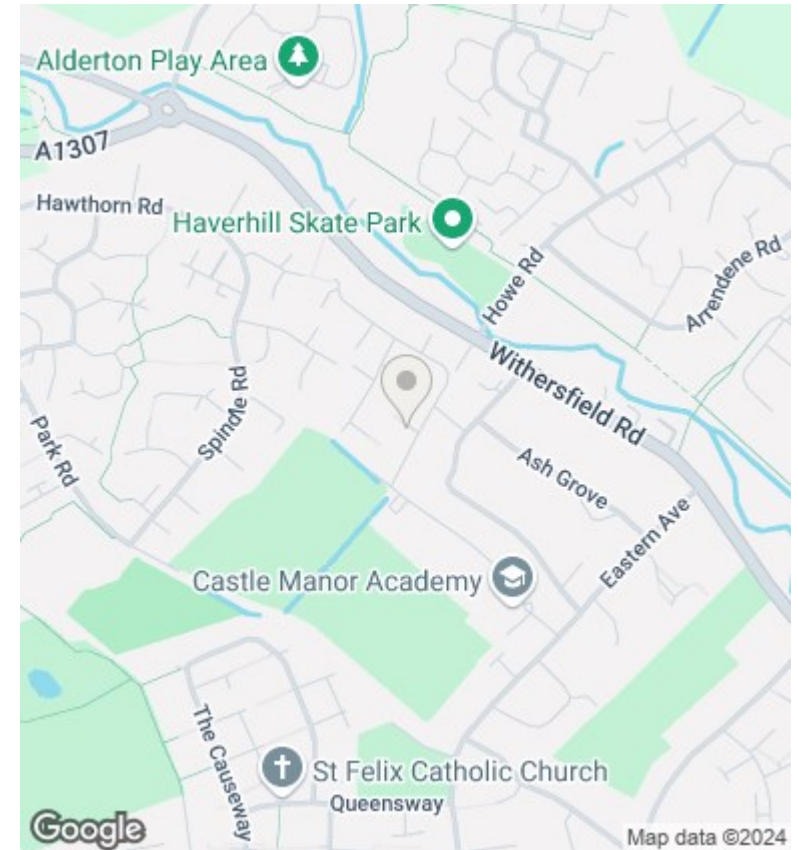 Alderton Play Area
A1307
Hawthorn Rd
Haverhill Skate Park
Howe Rd
Arrendene Rd
Withersfield Rd
Spindle Rd
Park Rd
Ash Grove
Eastern Ave
Castle Manor Academy
The Causeway
St Felix Catholic Church
Queensway
Google
Map data ©2024